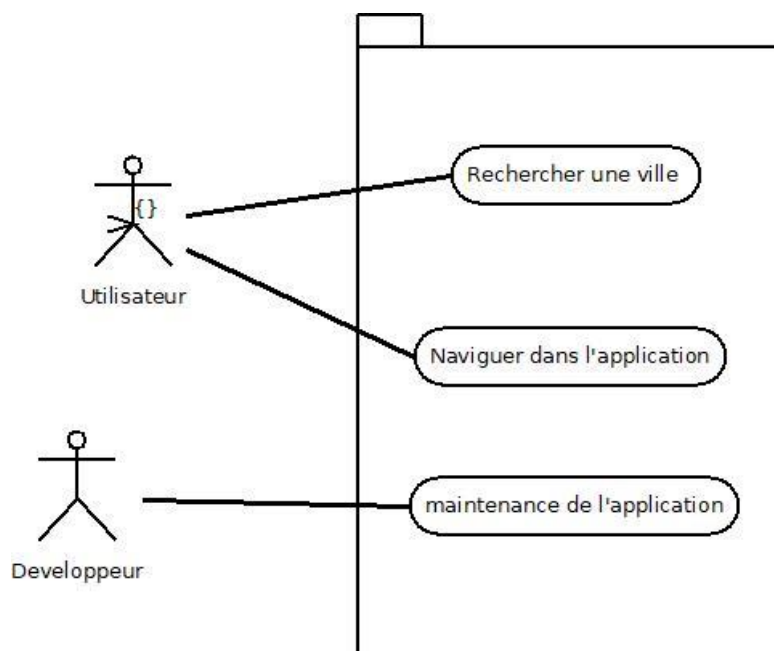 Rechercher une ville
{}
Utilisateur
Naviguer dans l'application
maintenance de l'application
Developpeur